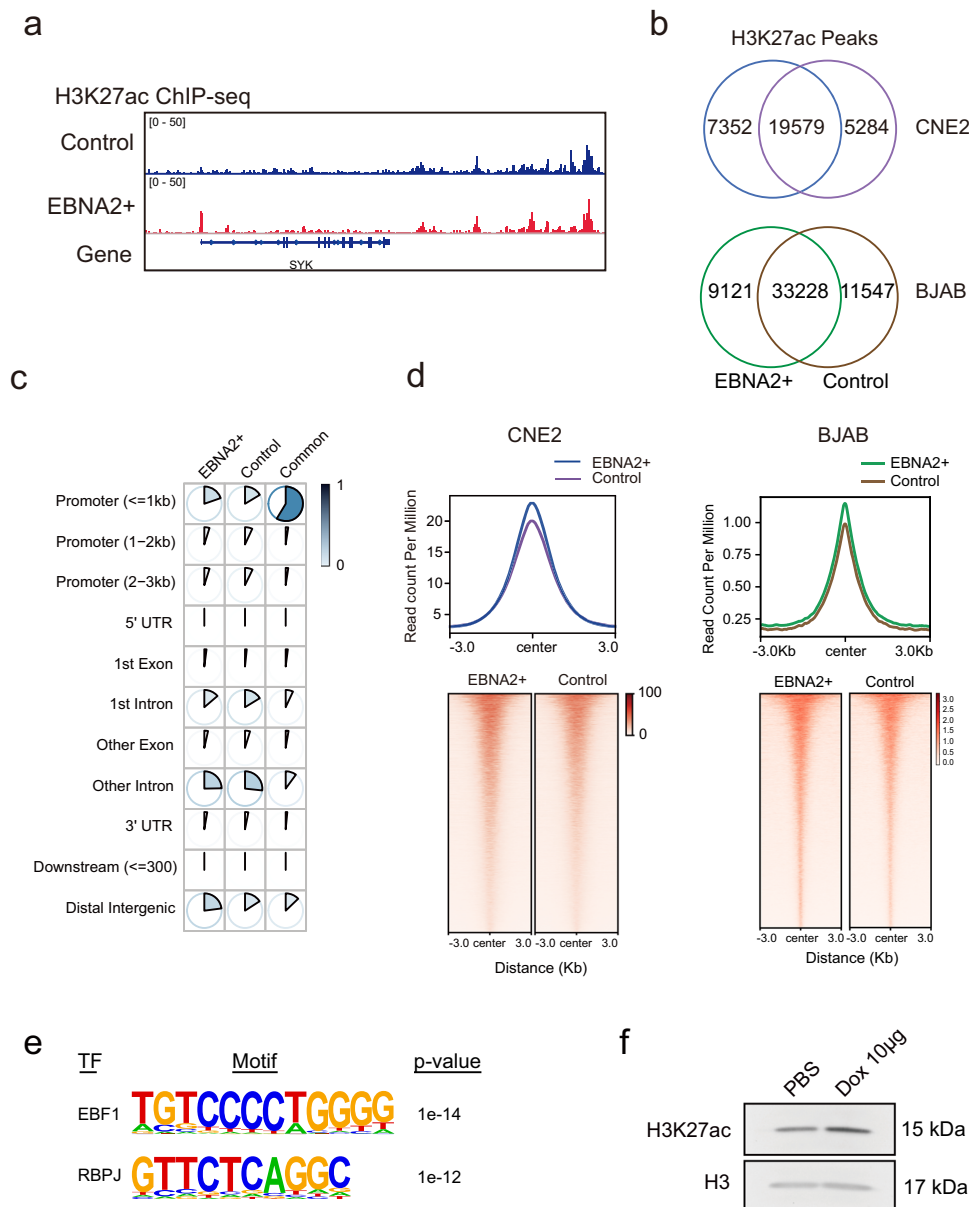 a
H3K27ac ChIP-seq
Control
[0 - 50]
EBNA2+
[0 - 50]
Gene
SYK
b
H3K27ac Peaks
7352 19579 5284 CNE2
9121 33228 11547 BJAB
EBNA2+ Control
c
EBNA2+ Control Common
Promoter (<=1kb)
Promoter (1−2kb)
Promoter (2−3kb)
5' UTR
1st Exon
1st Intron
Other Exon
Other Intron
3' UTR
Downstream (<=300)
Distal Intergenic
1
0
d
CNE2
EBNA2+
Control
Read count Per Million
20
15
10
5
-3.0 center 3.0
EBNA2+ Control
100
0
-3.0 center 3.0 -3.0 center 3.0
Distance (Kb)
BJAB
EBNA2+
Control
Read Count Per Million
1.00
0.75
0.50
0.25
-3.0Kb center 3.0Kb
EBNA2+ Control
3.0
2.5
2.0
1.5
1.0
0.5
0.0
-3.0 center 3.0 -3.0 center 3.0
Distance (Kb)
e
TF Motif p-value
EBF1 TGTCCCCTGGGG 1e-14
RBPJ GTTCTCAGGC 1e-12
f
PBS Dox 10µg
H3K27ac 15 kDa
H3 17 kDa